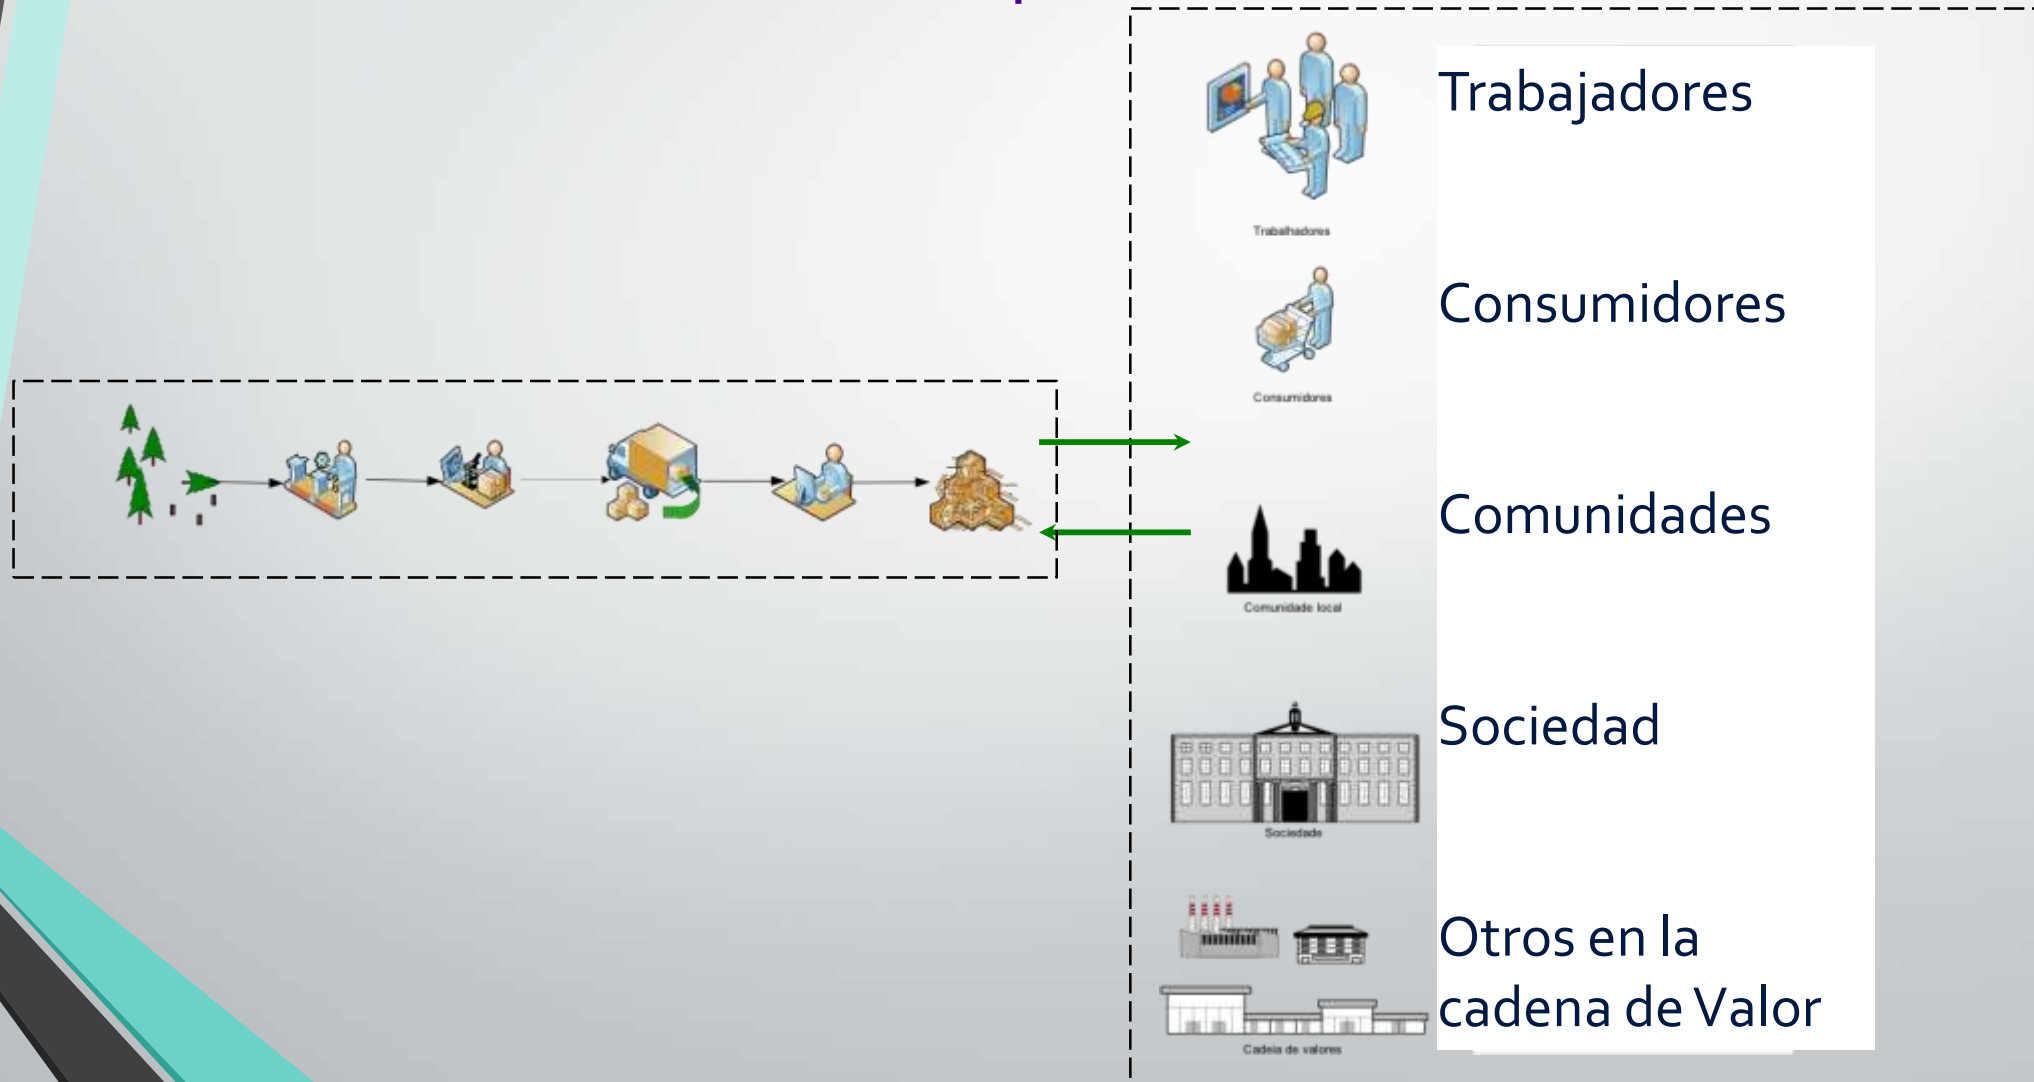 Trabajadores
Trabalhadores
Consumidores
Consumidores
Comunidades
Comunidade local
Sociedad
Sociedade
Otros en la
cadena de Valor
Cadeia de valores